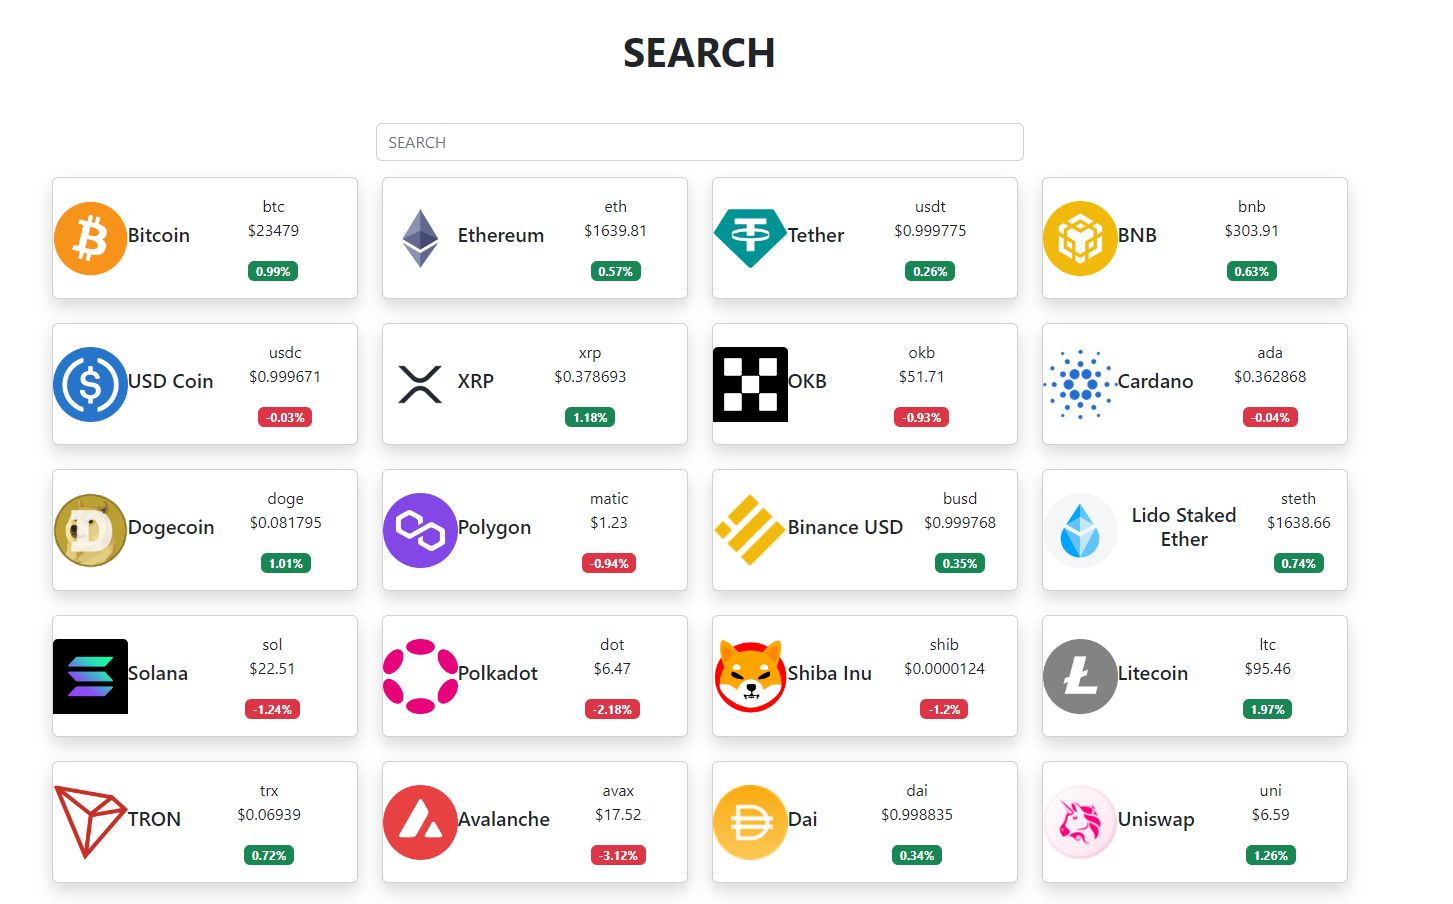 SEARCH
SEARCH
Bitcoin
btc
$23479
0.99%
Ethereum
eth
$1639.81
0.57%
Tether
usdt
$0.999775
0.26%
BNB
bnb
$303.91
0.63%
USD Coin
usdc
$0.999671
-0.03%
XRP
xrp
$0.378693
1.18%
OKB
okb
$51.71
-0.93%
Cardano
ada
$0.362868
-0.04%
Dogecoin
doge
$0.081795
1.01%
Polygon
matic
$1.23
-0.94%
Binance USD
busd
$0.999768
0.35%
Lido Staked
Ether
steth
$1638.66
0.74%
Solana
sol
$22.51
-1.24%
Polkadot
dot
$6.47
-2.18%
Shiba Inu
shib
$0.0000124
-1.2%
Litecoin
ltc
$95.46
1.97%
TRON
trx
$0.06939
0.72%
Avalanche
avax
$17.52
-3.12%
Dai
dai
$0.998835
0.34%
Uniswap
uni
$6.59
1.26%